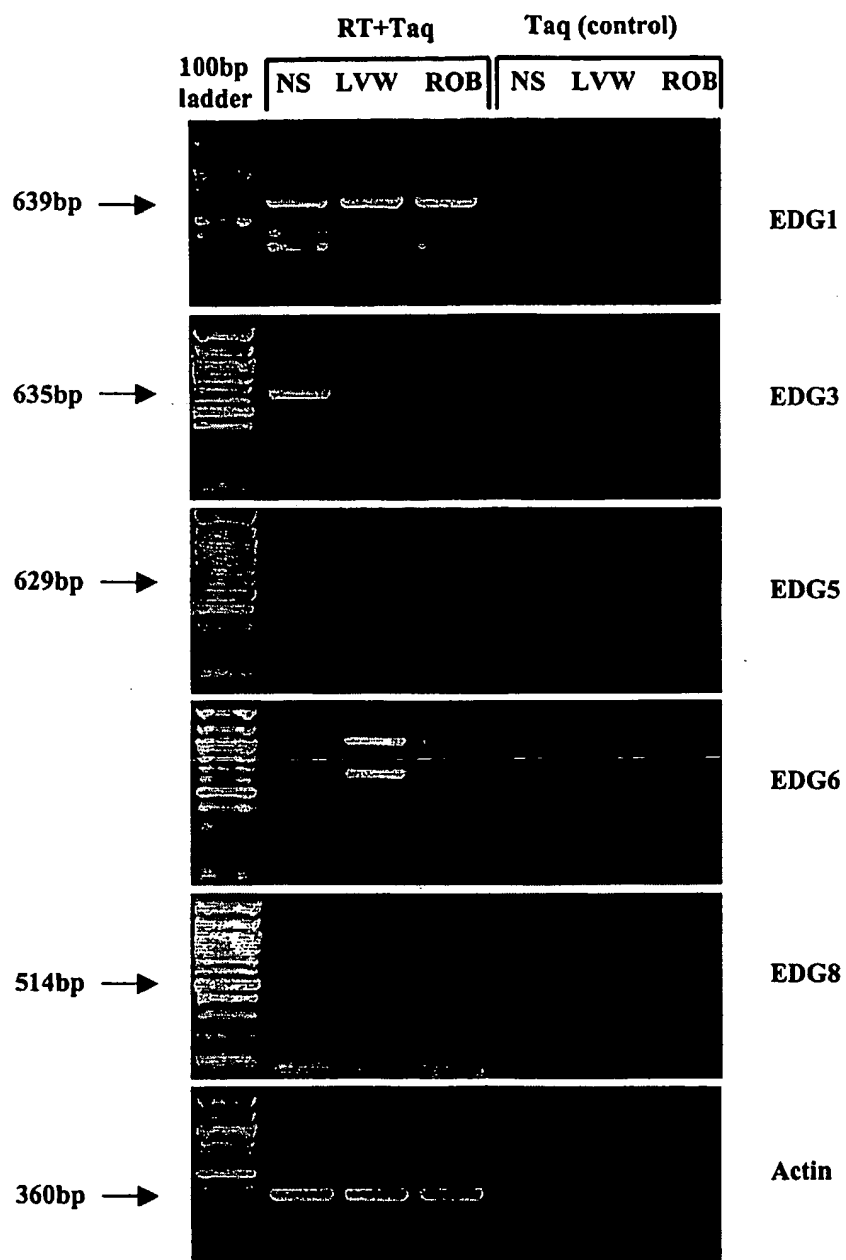 RT+Taq Taq (control)
100bp ladder NS LVW ROB NS LVW ROB
639bp EDG1
635bp EDG3
629bp EDG5
EDG6
514bp EDG8
360bp Actin